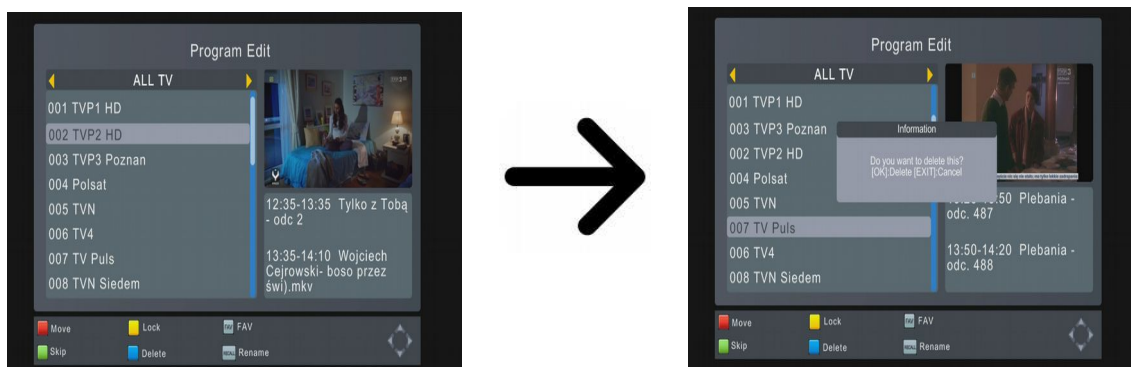 Program Edit
ALL TV
001 TVP1 HD
002 TVP2 HD
003 TVP3 Poznan
004 Polsat
005 TVN
006 TV4
007 TV Puls
008 TVN Siedem
12:35-13:35 Tylko z Tobą
- odc 2
13:35-14:10 Wojciech
Cejrowski- boso przez
świ).mkv
Move
Lock
FAV FAV
Skip
Delete
RECALL Rename
Program Edit
ALL TV
001 TVP1 HD
003 TVP3 Poznan
002 TVP2 HD
004 Polsat
005 TVN
007 TV Puls
006 TV4
008 TVN Siedem
Information
Do you want to delete this?
[OK]:Delete [EXIT]:Cancel
:50 Plebania -
odc. 487
13:50-14:20 Plebania -
odc. 488
Move
Lock
FAV FAV
Skip
Delete
RECALL Rename